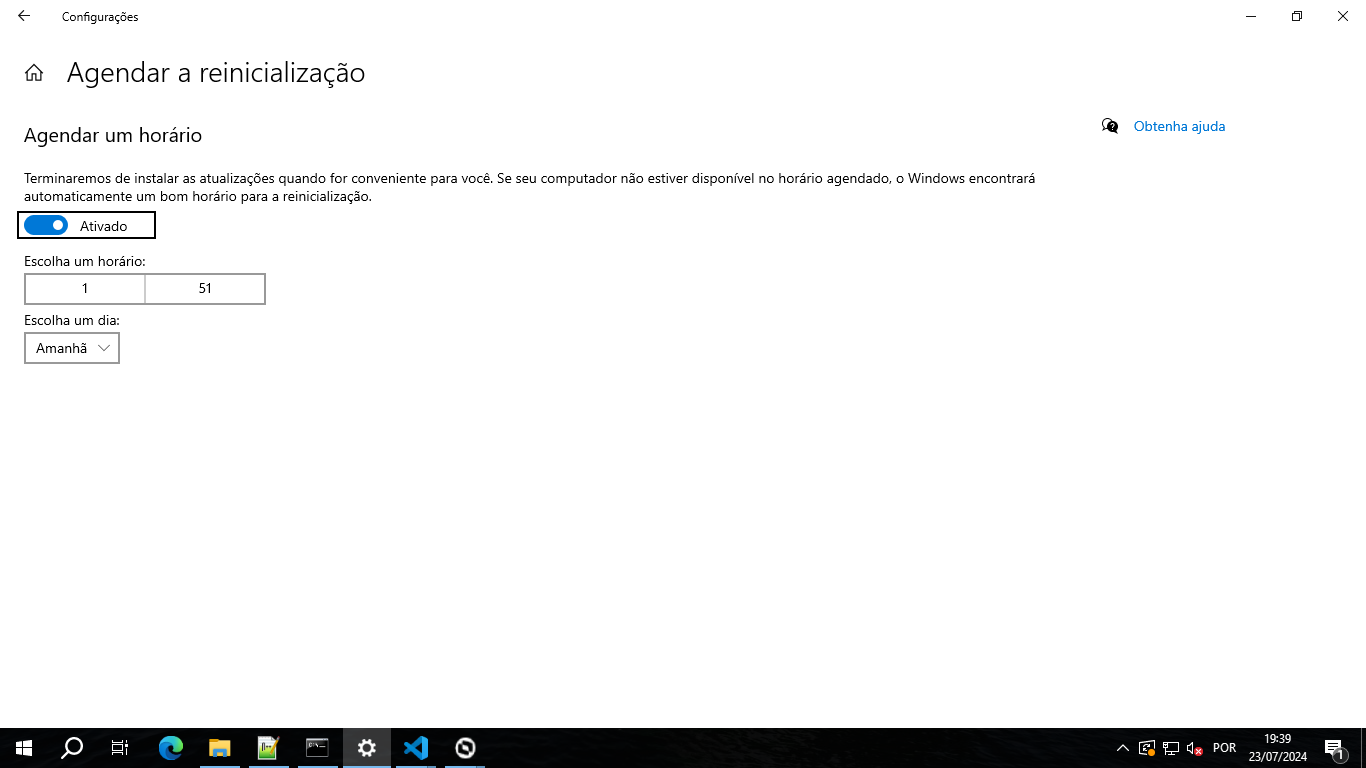 Configurações
Agendar a reinicialização
Agendar um horário
Obtenha ajuda
Terminaremos de instalar as atualizações quando for conveniente para você. Se seu computador não estiver disponível no horário agendado, o Windows encontrará
automaticamente um bom horário para a reinicialização.
Ativado
Escolha um horário:
1 51
Escolha um dia:
Amanhã
POR
19:39
23/07/2024
1